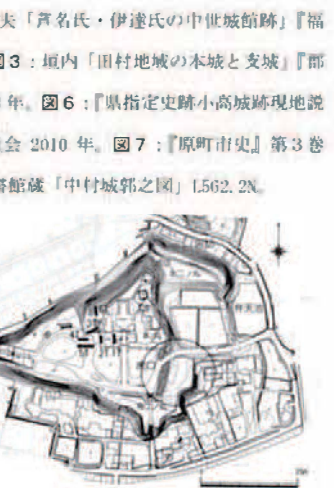 夫「芦名氏・伊達氏の中世城館跡」『福
図3:垣内「田村地域の本城と支城」『郡
年。図6:『県指定史跡小高城跡現地説
会 2010 年。図7:『原町市史』第3巻
書館蔵「中村城郭之図」L562.2N